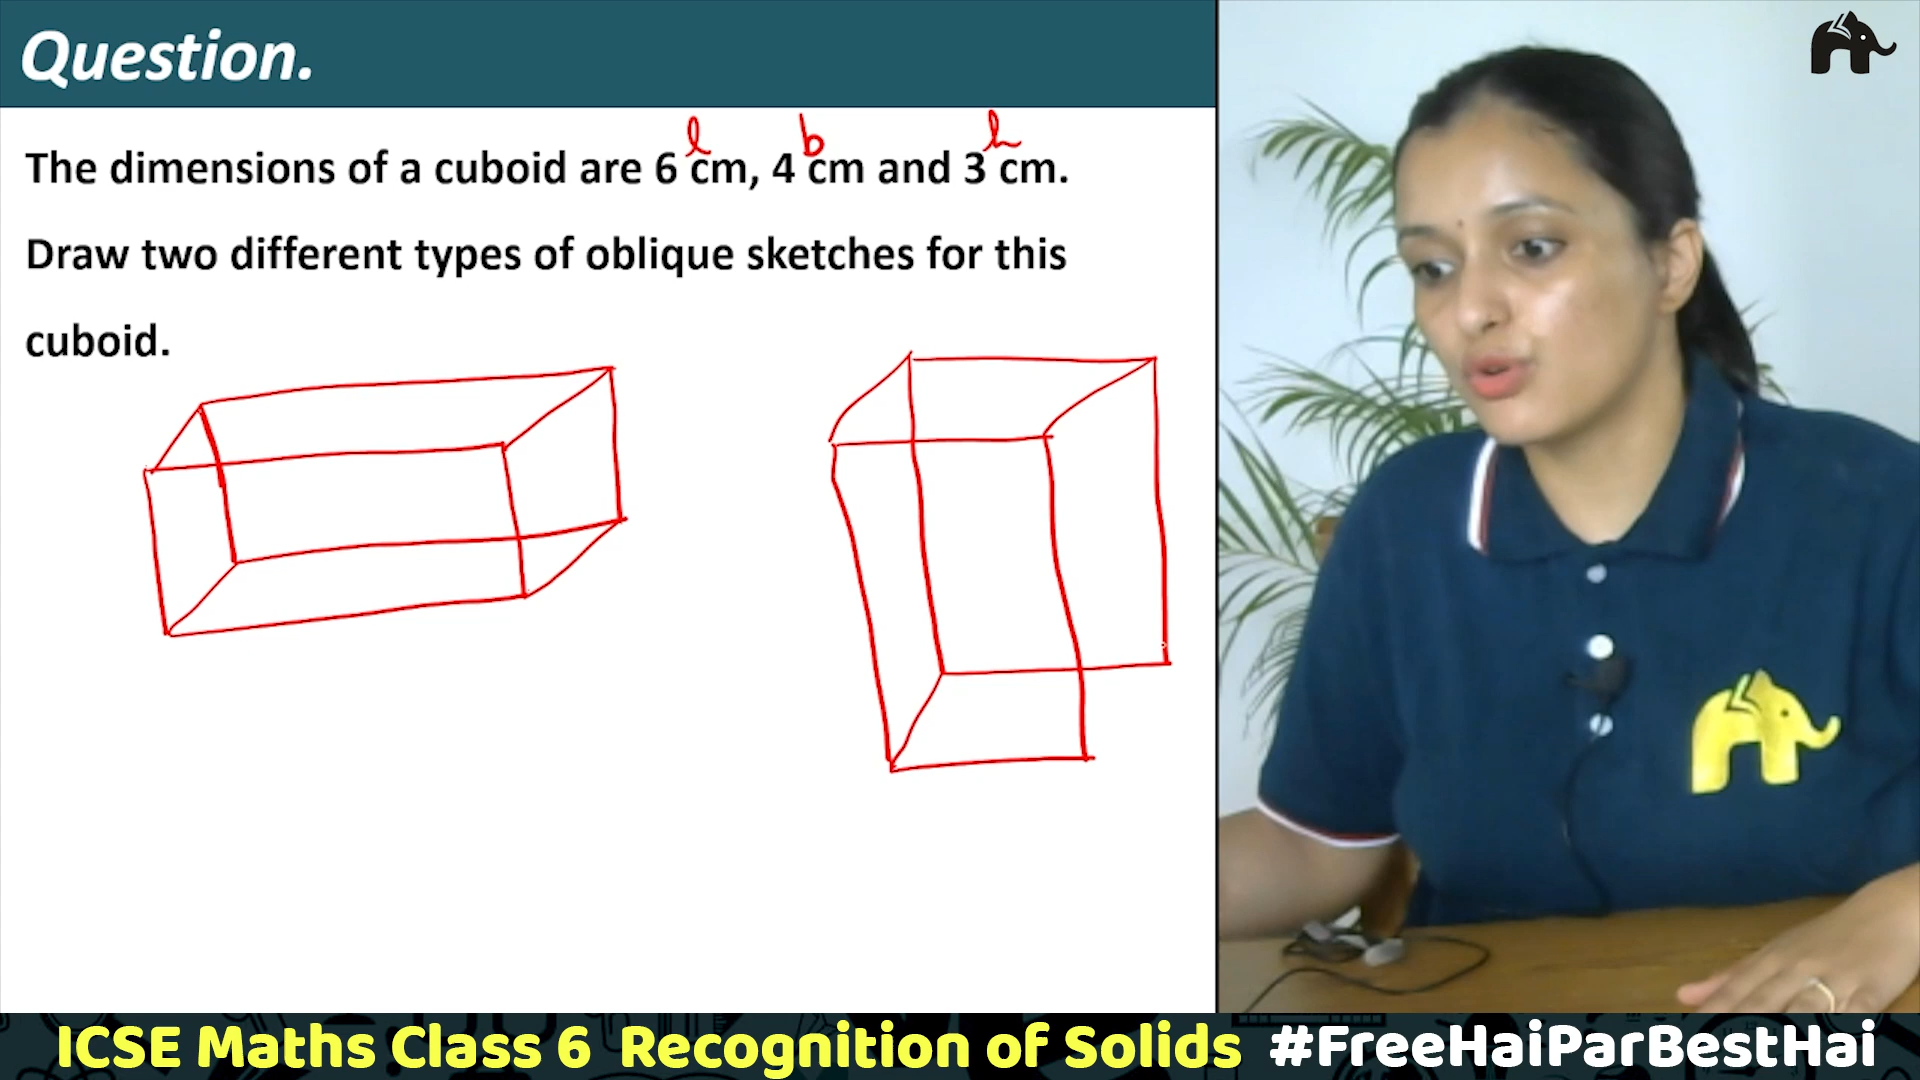 Question.
l b h
The dimensions of a cuboid are 6 cm, 4 cm and 3 cm.
Draw two different types of oblique sketches for this
cuboid.
ICSE Maths Class 6 Recognition of Solids #FreeHaiParBestHai